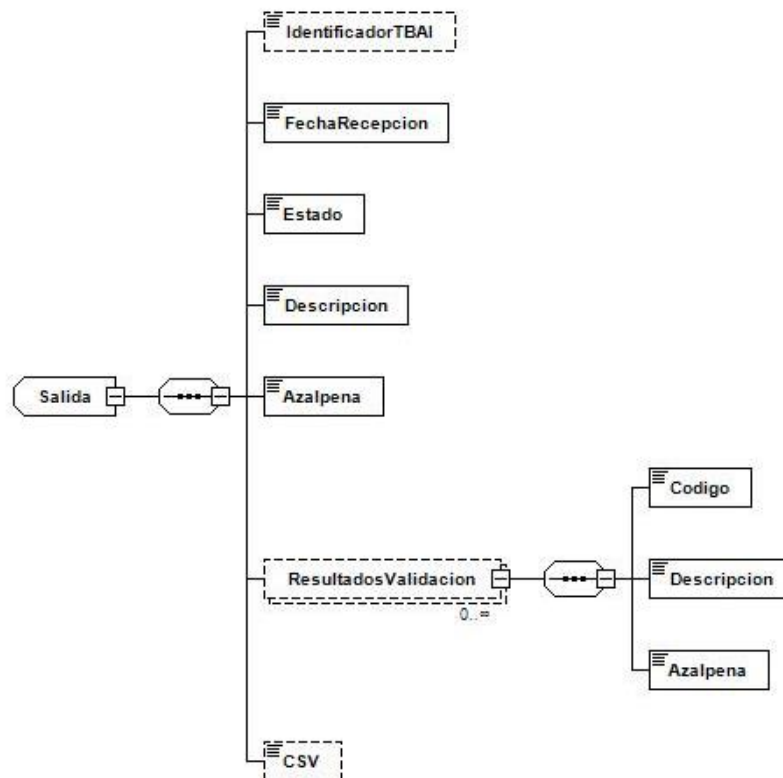 IdentificadorTBAI
FechaRecepcion
Estado
Descripcion
Salida
Azalpena
ResultadosValidacion
0..∞
Codigo
Descripcion
Azalpena
CSV